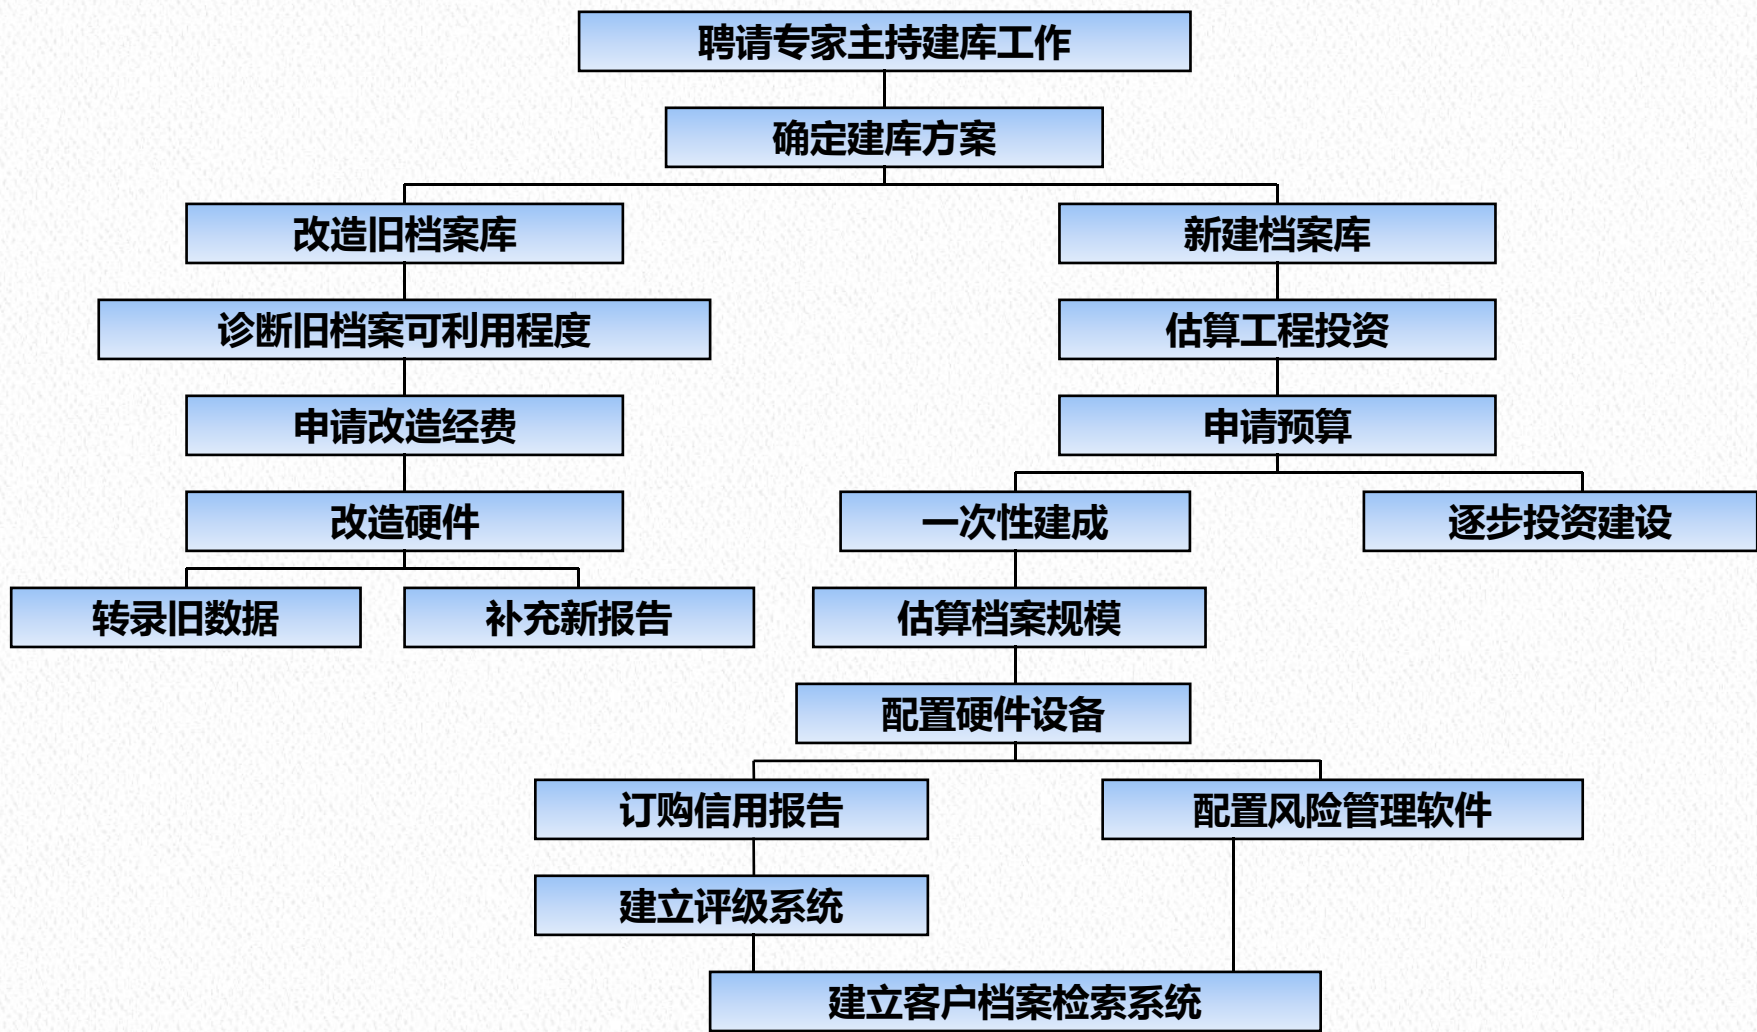 聘请专家主持建库工作
确定建库方案
改造旧档案库
新建档案库
诊断旧档案可利用程度
估算工程投资
申请改造经费
申请预算
改造硬件
一次性建成
逐步投资建设
转录旧数据
补充新报告
估算档案规模
配置硬件设备
订购信用报告
配置风险管理软件
建立评级系统
建立客户档案检索系统